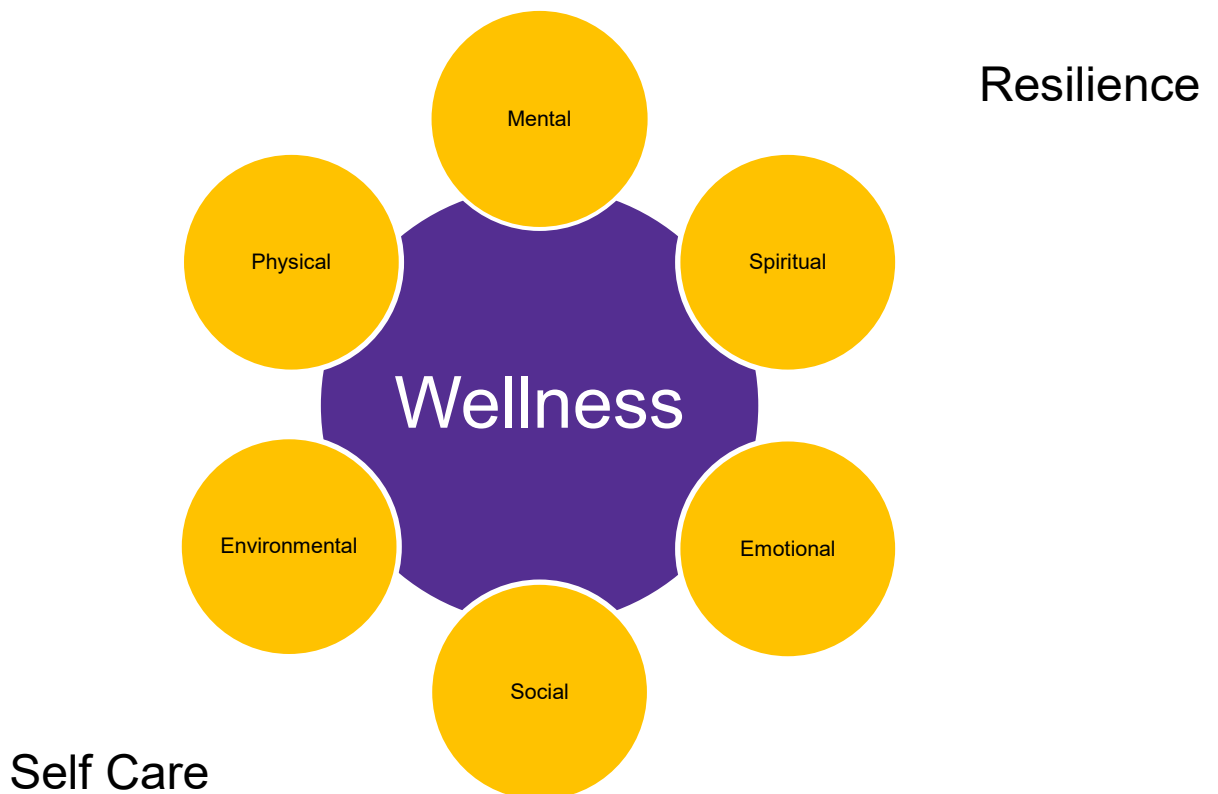 Resilience
Mental
Physical
Spiritual
Wellness
Environmental
Emotional
Social
Self Care